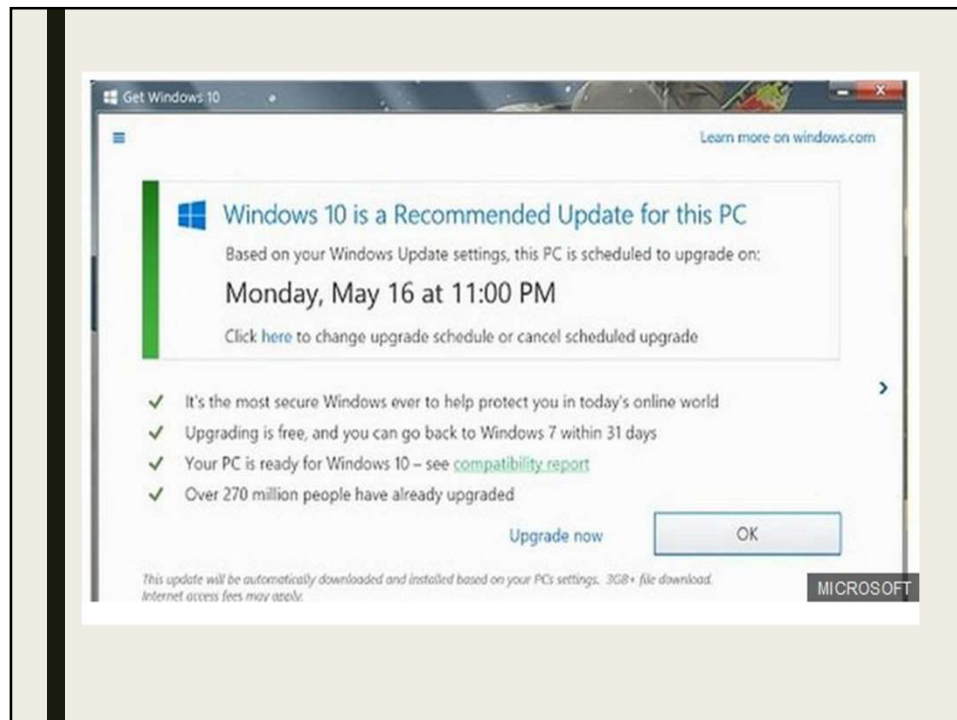 Get Windows 10
Learn more on windows.com
Windows 10 is a Recommended Update for this PC
Based on your Windows Update settings, this PC is scheduled to upgrade on:
Monday, May 16 at 11:00 PM
Click here to change upgrade schedule or cancel scheduled upgrade
It's the most secure Windows ever to help protect you in today's online world
Upgrading is free, and you can go back to Windows 7 within 31 days
Your PC is ready for Windows 10 – see compatibility report
Over 270 million people have already upgraded
Upgrade now
OK
This update will be automatically downloaded and installed based on your PCs settings. 3GB+ file download.
Internet access fees may apply.
MICROSOFT